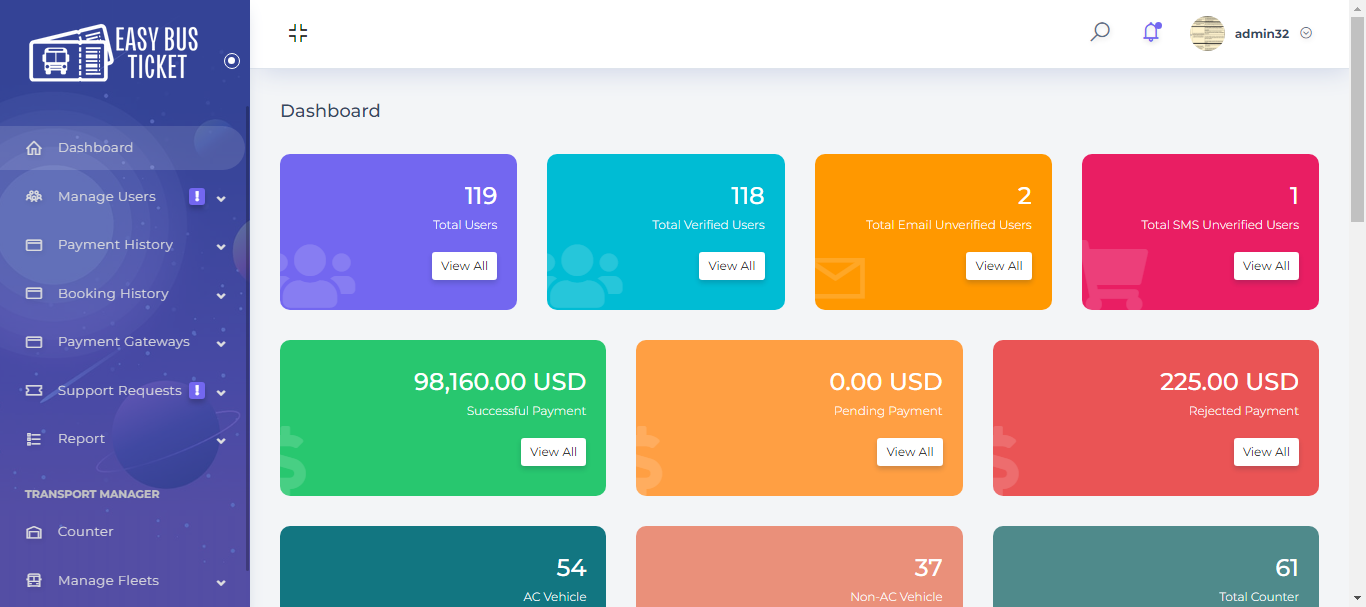 EASY BUS
TICKET
admin32
Dashboard
Manage Users
!
Payment History
Booking History
Payment Gateways
Support Requests
!
Report
TRANSPORT MANAGER
Counter
Manage Fleets
Dashboard
119
Total Users
View All
118
Total Verified Users
View All
2
Total Email Unverified Users
View All
1
Total SMS Unverified Users
View All
98,160.00 USD
Successful Payment
View All
0.00 USD
Pending Payment
View All
225.00 USD
Rejected Payment
View All
54
AC Vehicle
37
Non-AC Vehicle
61
Total Counter